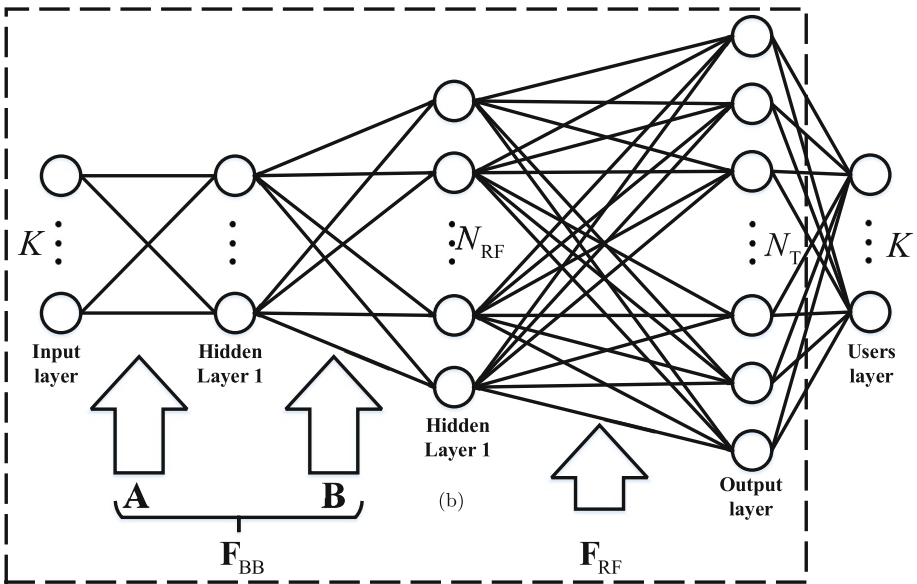 K
N_RF
N_T
K
Input
layer
Hidden
Layer 1
Hidden
Layer 1
Users
layer
Output
layer
A
B
(b)
F_BB
F_RF